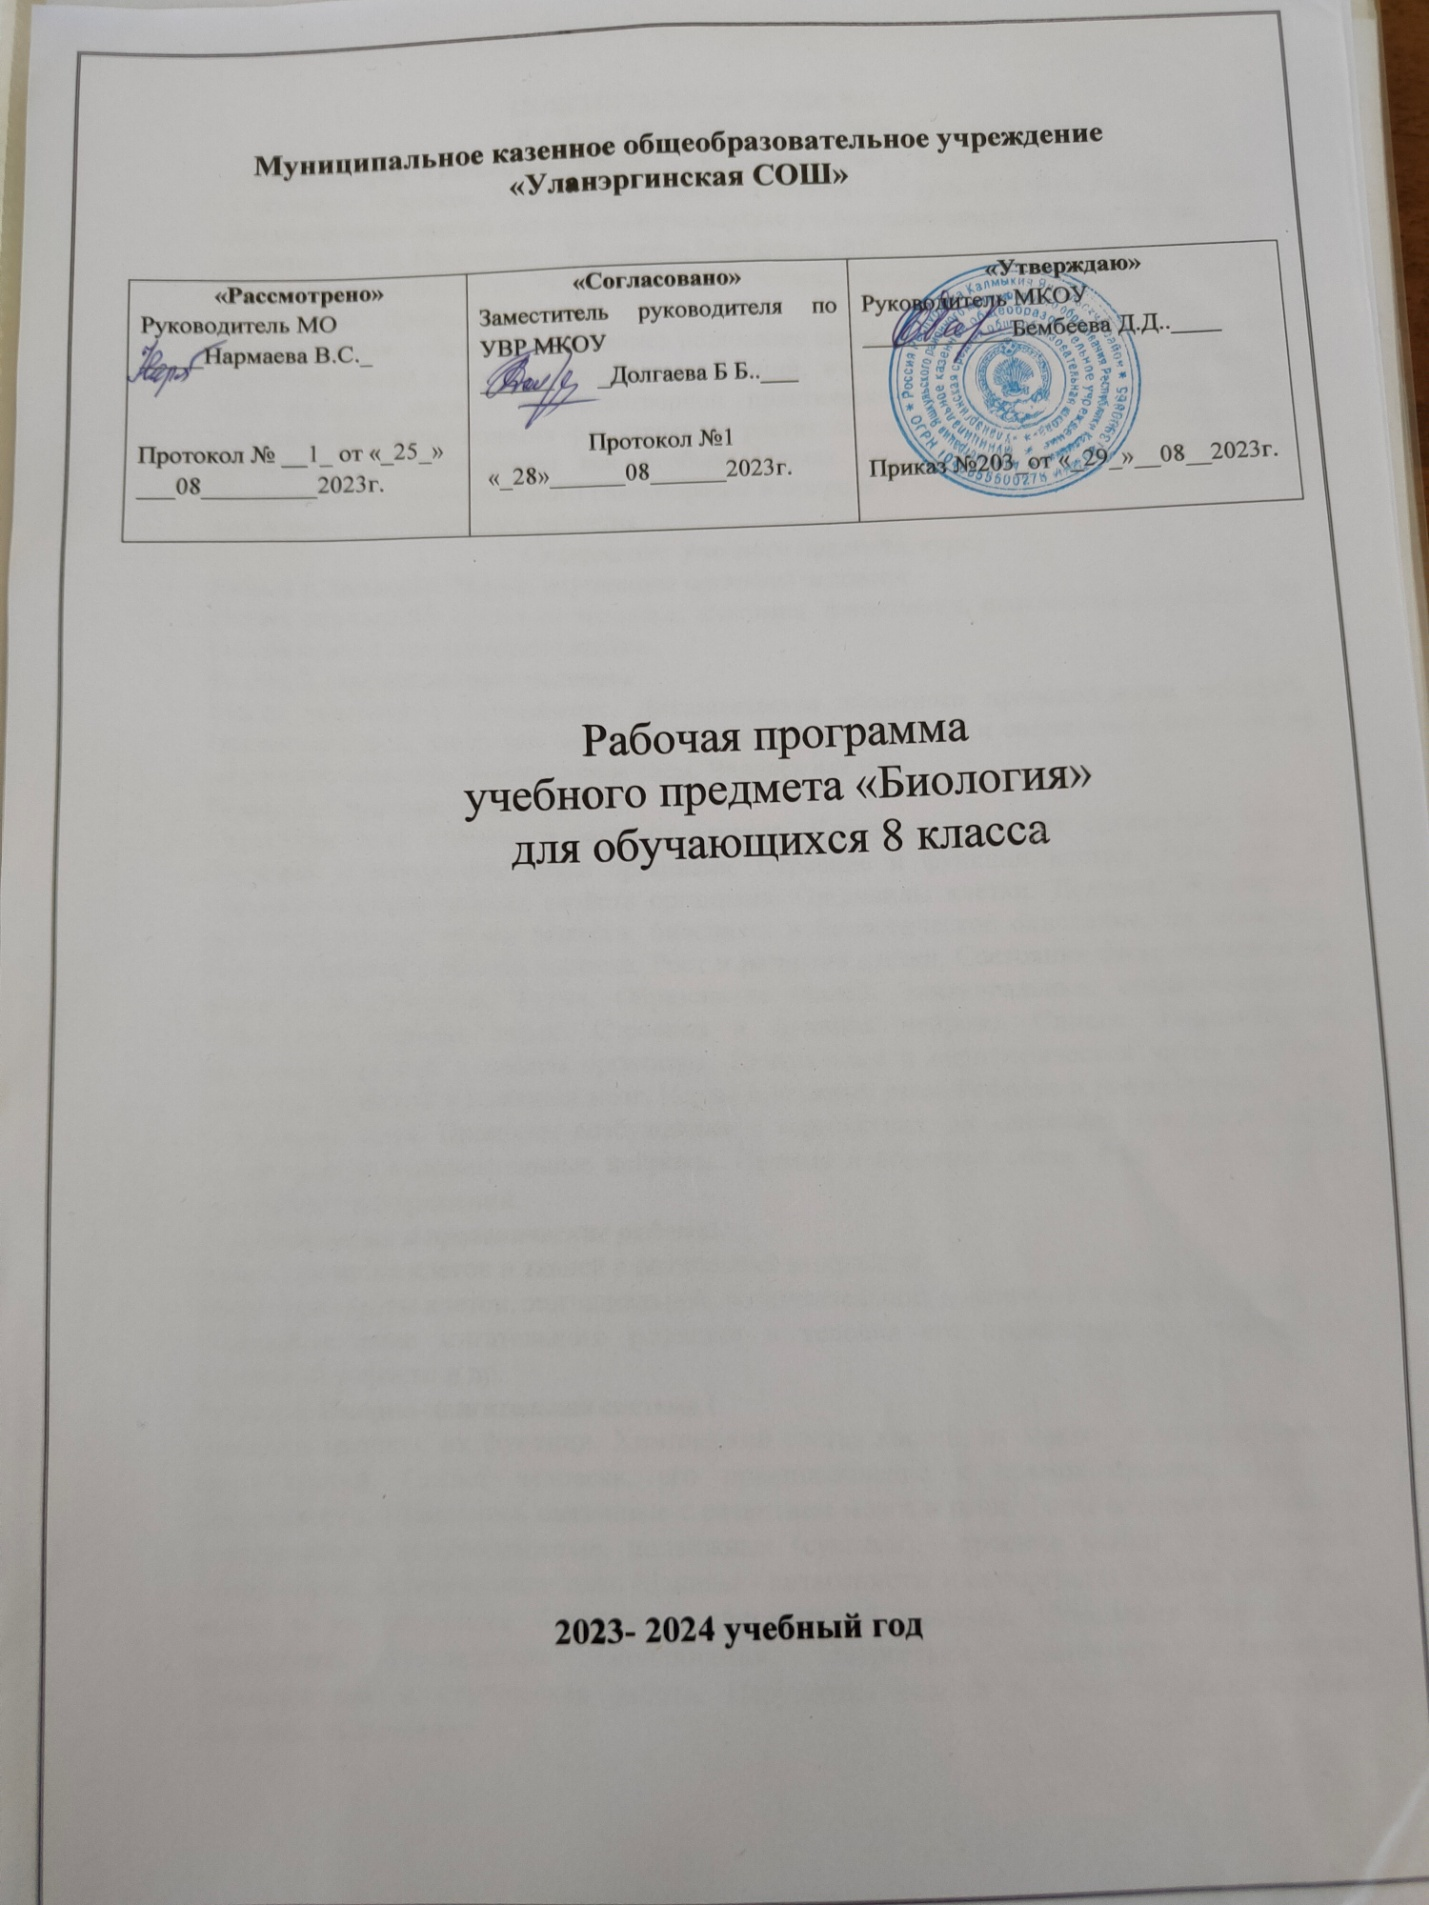 Муниципальное казенное общеобразовательное учреждение
«Уланэргинская СОШ»
«Рассмотрено»
Руководитель МО
Нармаева В.С._
Протокол № __1_ от «_25_»
___08_________2023г.
«Согласовано»
Заместитель руководителя по
УВР МКОУ
_Долгаева Б Б..___
Протокол №1
«_28»______08______2023г.
«Утверждаю»
Руководитель МКОУ
Бембеева Д.Д..____
Приказ №203_от «_29_»__08__2023г.
Рабочая программа
учебного предмета «Биология»
для обучающихся 8 класса
2023- 2024 учебный год